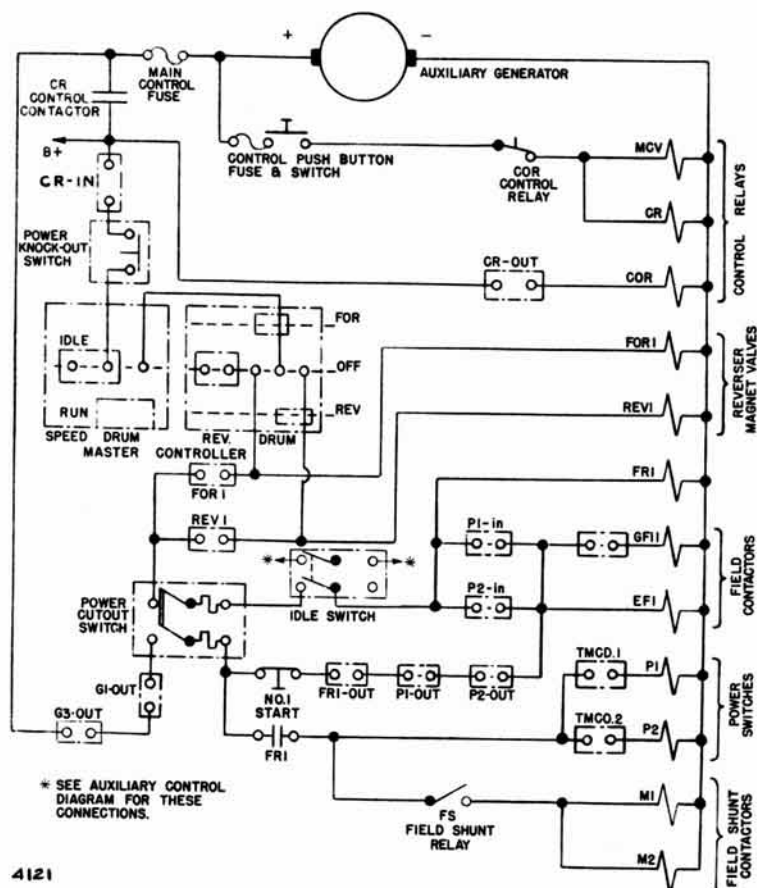 +
-
MAIN
CONTROL
FUSE
AUXILIARY GENERATOR
CR
CONTROL
CONTACTOR
B+
CONTROL PUSH BUTTON
FUSE & SWITCH
COR
CONTROL
RELAY
MCV
CR
CR-IN
CR-OUT
COR
CONTROL RELAYS
POWER
KNOCK-OUT
SWITCH
IDLE
RUN
SPEED DRUM
MASTER
FOR
OFF
REV
REV. DRUM
CONTROLLER
FOR1
REV1
REVERSER
MAGNET VALVES
FOR 1
REV 1
FR1
P1-in
P2-in
GF11
EF1
FIELD
CONTACTORS
*
*
IDLE SWITCH
POWER
CUTOUT
SWITCH
G1-OUT
G3-OUT
NO.1
START
FR1-OUT
P1-OUT
P2-OUT
TMCO.1
P1
TMCO.2
P2
POWER
SWITCHES
FR1
* SEE AUXILIARY CONTROL
DIAGRAM FOR THESE
CONNECTIONS.
FS
FIELD SHUNT
RELAY
M1
M2
FIELD SHUNT
CONTACTORS
4121